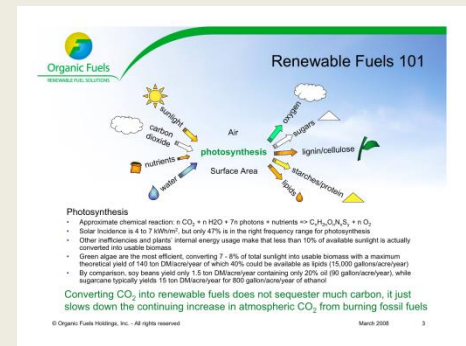 Organic Fuels
RENEWABLE FUEL SOLUTIONS
Renewable Fuels 101
sunlight
carbon
dioxide
nutrients
water
Air
photosynthesis
Surface Area
oxygen
sugars
lignin/cellulose
starches/protein
lipids
Photosynthesis
• Approximate chemical reaction: n CO2 + n H2O + 7n photons + nutrients => CnH2nOnNxSy + n O2
• Solar Incidence is 4 to 7 kWh/m2, but only 47% is in the right frequency range for photosynthesis
• Other inefficiencies and plants' internal energy usage make that less than 10% of available sunlight is actually
converted into usable biomass
• Green algae are the most efficient, converting 7 - 8% of total sunlight into usable biomass with a maximum
theoretical yield of 140 ton DM/acre/year of which 40% could be available as lipids (15,000 gallons/acre/year)
• By comparison, soy beans yield only 1.5 ton DM/acre/year containing only 20% oil (90 gallon/acre/year), while
sugarcane typically yields 15 ton DM/acre/year for 800 gallon/acre/year of ethanol
Converting CO2 into renewable fuels does not sequester much carbon, it just
slows down the continuing increase in atmospheric CO2 from burning fossil fuels
© Organic Fuels Holdings, Inc. - All rights reserved
March 2008
3